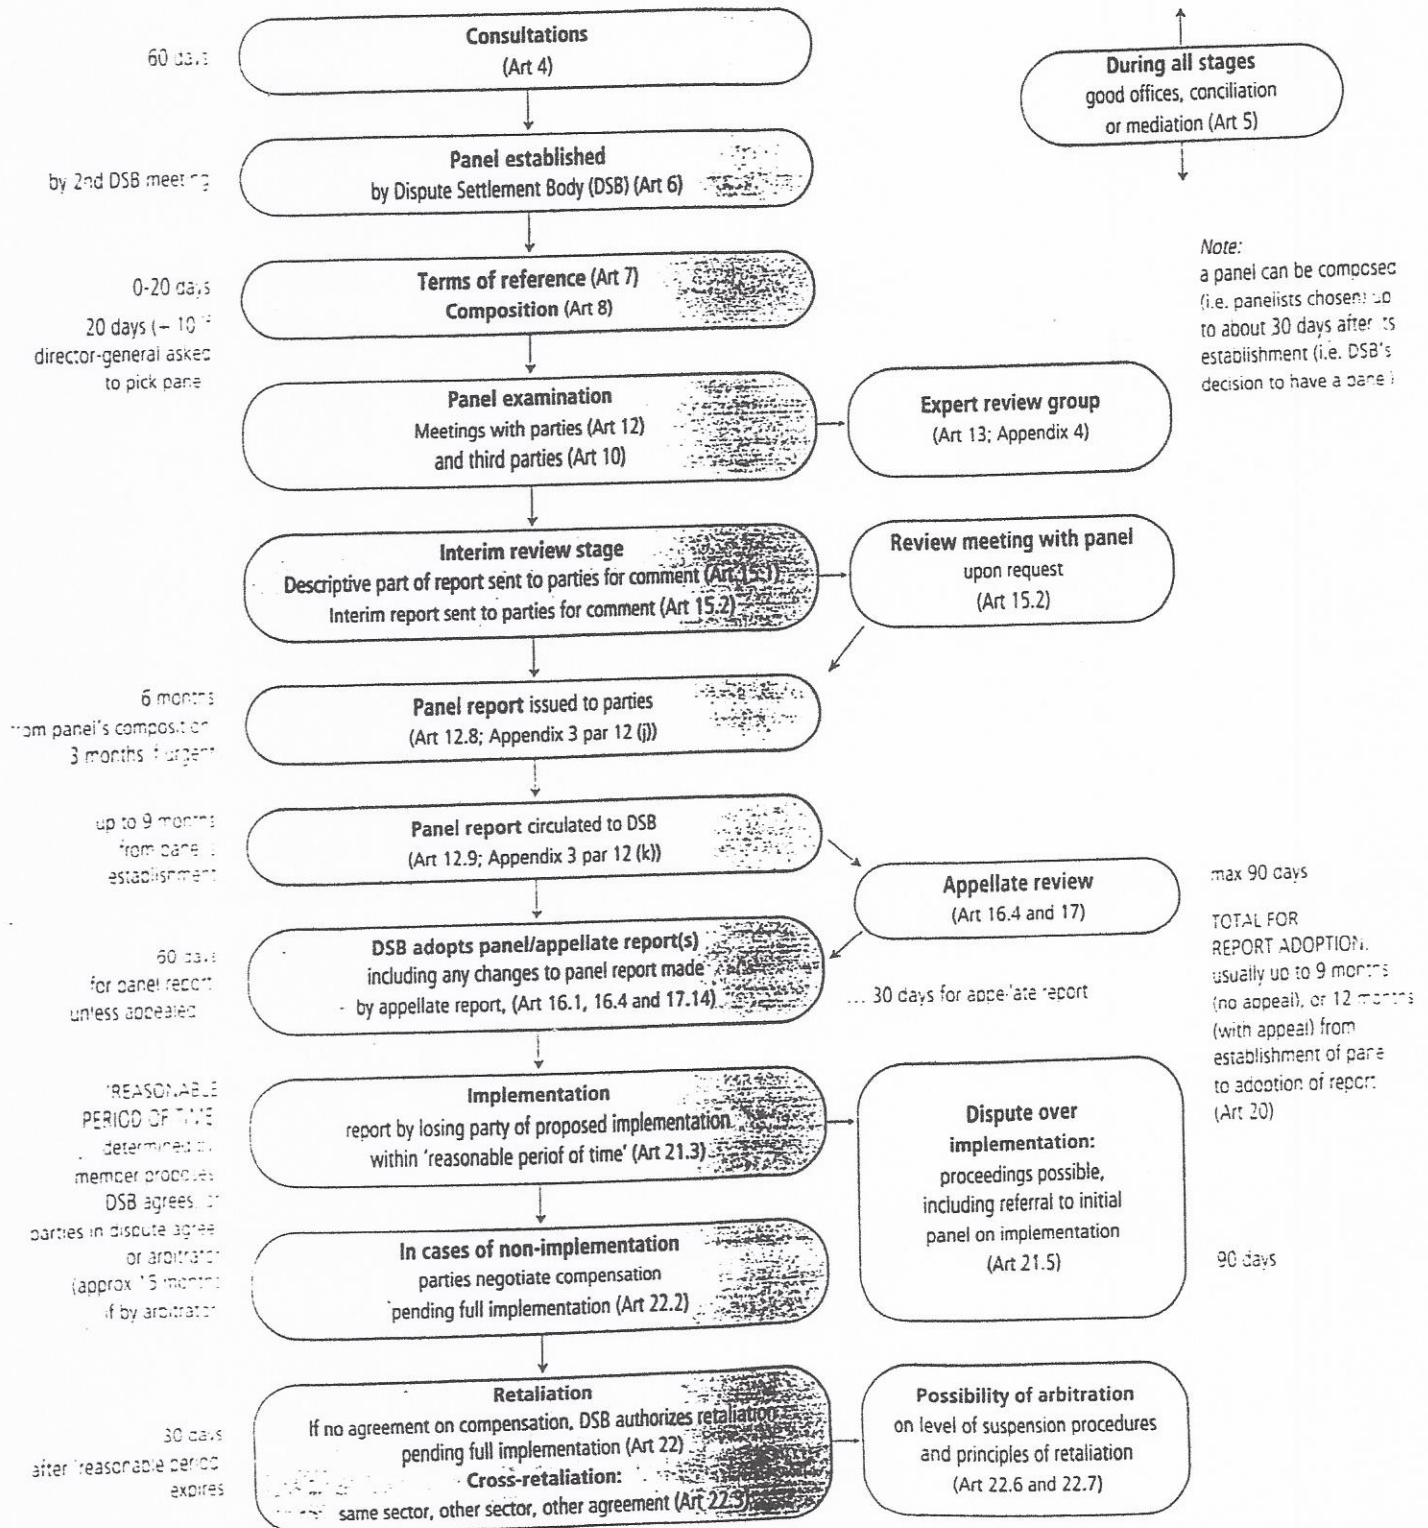 60 days
Consultations
(Art 4)
During all stages
good offices, conciliation
or mediation (Art 5)
by 2nd DSB meeting
Panel established
by Dispute Settlement Body (DSB) (Art 6)
0-20 days
20 days (+ 10 if
director-general asked
to pick panel
Terms of reference (Art 7)
Composition (Art 8)
Note:
a panel can be composed
(i.e. panelists chosen) up
to about 30 days after its
establishment (i.e. DSB's
decision to have a panel)
Panel examination
Meetings with parties (Art 12)
and third parties (Art 10)
Expert review group
(Art 13; Appendix 4)
Interim review stage
Descriptive part of report sent to parties for comment (Art 15.1)
Interim report sent to parties for comment (Art 15.2)
Review meeting with panel
upon request
(Art 15.2)
6 months
from panel's composition
3 months if urgent
Panel report issued to parties
(Art 12.8; Appendix 3 par 12 (j))
up to 9 months
from panel's
establishment
Panel report circulated to DSB
(Art 12.9; Appendix 3 par 12 (k))
Appellate review
(Art 16.4 and 17)
max 90 days
60 days
for panel report
unless appealed
DSB adopts panel/appellate report(s)
including any changes to panel report made
by appellate report, (Art 16.1, 16.4 and 17.14)
... 30 days for appellate report
TOTAL FOR
REPORT ADOPTION:
usually up to 9 months
(no appeal), or 12 months
(with appeal) from
establishment of panel
to adoption of report
(Art 20)
'REASONABLE
PERIOD OF TIME'
determined by
member proposes
DSB agrees, or
parties in dispute agree
or arbitrator
(approx 15 months
if by arbitrator
Implementation
report by losing party of proposed implementation
within 'reasonable periof of time' (Art 21.3)
Dispute over
implementation:
proceedings possible,
including referral to initial
panel on implementation
(Art 21.5)
90 days
In cases of non-implementation
parties negotiate compensation
pending full implementation (Art 22.2)
30 days
after 'reasonable period'
expires
Retaliation
If no agreement on compensation, DSB authorizes retaliation
pending full implementation (Art 22)
Cross-retaliation:
same sector, other sector, other agreement (Art 22.3)
Possibility of arbitration
on level of suspension procedures
and principles of retaliation
(Art 22.6 and 22.7)